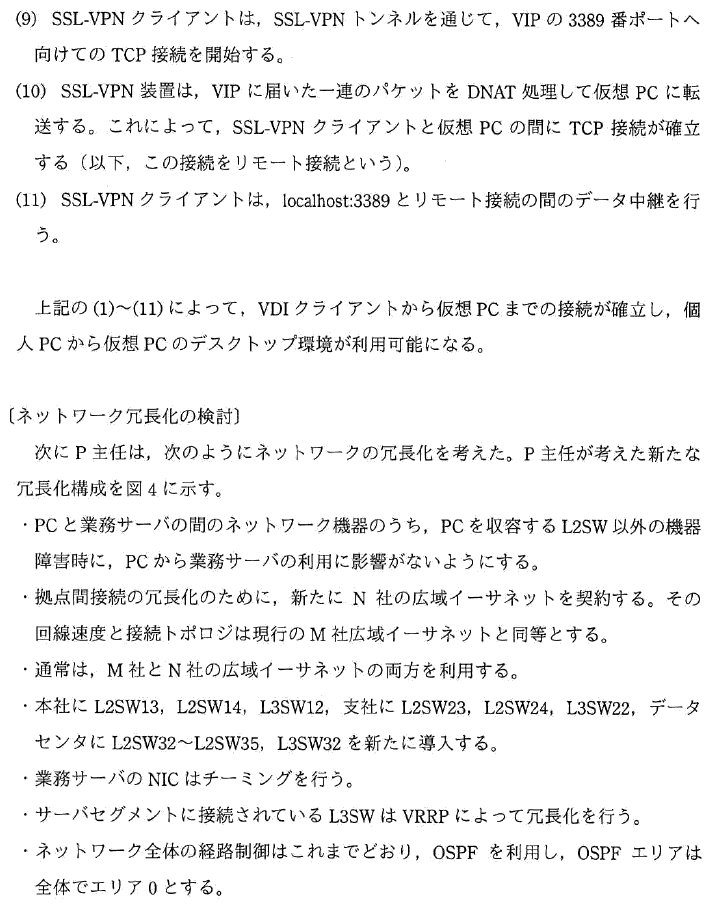 (9) SSL-VPN クライアントは，SSL-VPN トンネルを通じて，VIP の 3389 番ポートへ
向けての TCP 接続を開始する。
(10) SSL-VPN 装置は，VIP に届いた一連のパケットを DNAT 処理して仮想 PC に転
送する。これによって，SSL-VPN クライアントと仮想 PC の間に TCP 接続が確立
する（以下，この接続をリモート接続という）。
(11) SSL-VPN クライアントは，localhost:3389 とリモート接続の間のデータ中継を行
う。
上記の (1)～(11) によって，VDI クライアントから仮想 PC までの接続が確立し，個
人 PC から仮想 PC のデスクトップ環境が利用可能になる。
〔ネットワーク冗長化の検討〕
次に P 主任は，次のようにネットワークの冗長化を考えた。P 主任が考えた新たな
冗長化構成を図 4 に示す。
・PC と業務サーバの間のネットワーク機器のうち，PC を収容する L2SW 以外の機器
障害時に，PC から業務サーバの利用に影響がないようにする。
・拠点間接続の冗長化のために，新たに N 社の広域イーサネットを契約する。その
回線速度と接続トポロジは現行の M 社広域イーサネットと同等とする。
・通常は，M 社と N 社の広域イーサネットの両方を利用する。
・本社に L2SW13，L2SW14，L3SW12，支社に L2SW23，L2SW24，L3SW22，データ
センタに L2SW32～L2SW35，L3SW32 を新たに導入する。
・業務サーバの NIC はチーミングを行う。
・サーバセグメントに接続されている L3SW は VRRP によって冗長化を行う。
・ネットワーク全体の経路制御はこれまでどおり，OSPF を利用し，OSPF エリアは
全体でエリア 0 とする。